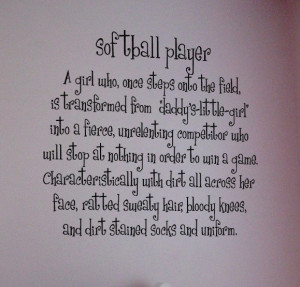 softball player
A girl who, once steps onto the field,
is transformed from "daddy's-little-girl"
into a fierce, unrelenting competitor who
will stop at nothing in order to win a game.
Characteristically with dirt all across her
face, ratted sweaty hair, bloody knees,
and dirt stained socks and uniform.